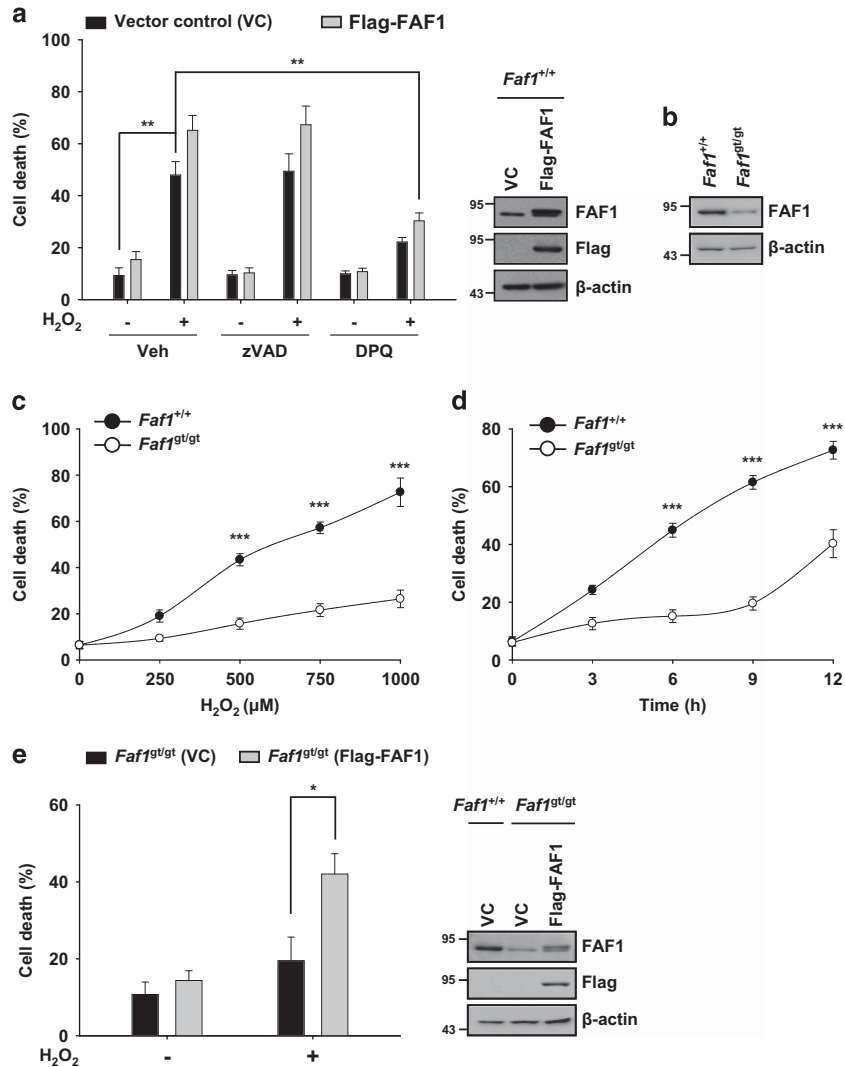 a
Vector control (VC) Flag-FAF1
Cell death (%)
100
80
60
40
20
0
**
**
H2O2 - + - + - +
Veh zVAD DPQ
Faf1+/+
VC Flag-FAF1
95 FAF1
95 Flag
43 β-actin
b
Faf1+/+ Faf1gt/gt
95 FAF1
43 β-actin
c
Faf1+/+
Faf1gt/gt
Cell death (%)
100
80
60
40
20
0
*** *** ***
0 250 500 750 1000
H2O2 (µM)
d
Faf1+/+
Faf1gt/gt
Cell death (%)
80
60
40
20
0
*** *** ***
0 3 6 9 12
Time (h)
e
Faf1gt/gt (VC) Faf1gt/gt (Flag-FAF1)
Cell death (%)
60
40
20
0
*
H2O2 - +
Faf1+/+ Faf1gt/gt
VC VC Flag-FAF1
95 FAF1
95 Flag
43 β-actin